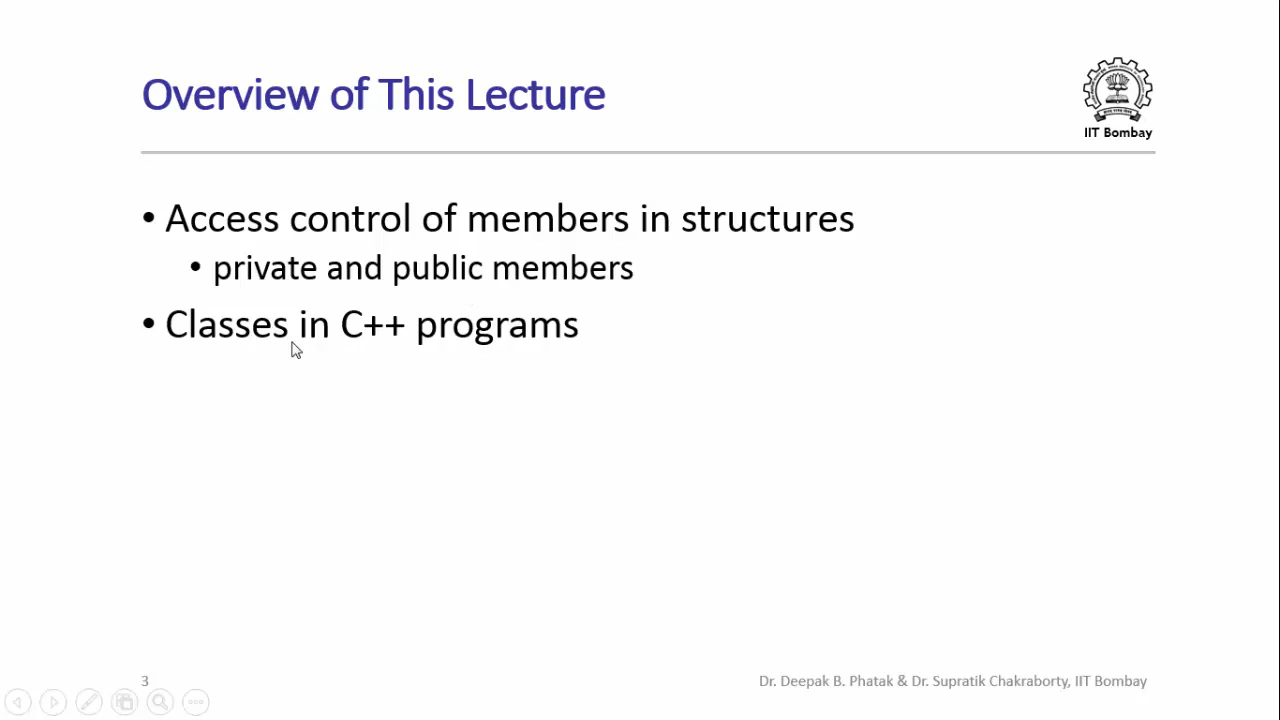 Overview of This Lecture
IIT Bombay
• Access control of members in structures
• private and public members
• Classes in C++ programs
3
Dr. Deepak B. Phatak & Dr. Supratik Chakraborty, IIT Bombay